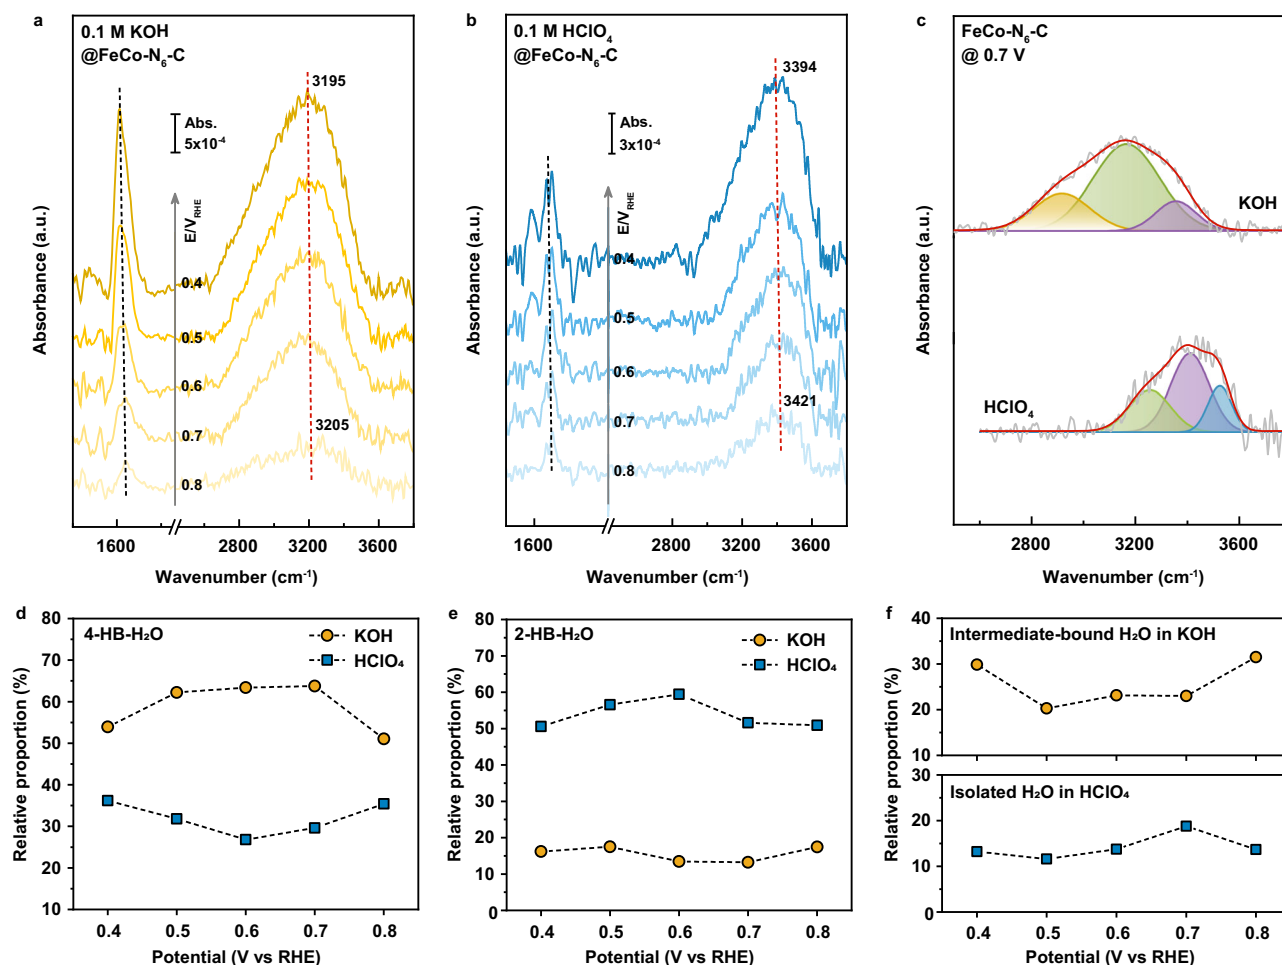 a
0.1 M KOH
@FeCo-N₆-C
3195
Abs.
5x10⁻⁴
E/V_RHE
0.4
0.5
0.6
0.7
0.8
3205
Absorbance (a.u.)
1600
2800
3200
3600
Wavenumber (cm⁻¹)
b
0.1 M HClO₄
@FeCo-N₆-C
3394
Abs.
3x10⁻⁴
E/V_RHE
0.4
0.5
0.6
0.7
0.8
3421
Absorbance (a.u.)
1600
2800
3200
3600
Wavenumber (cm⁻¹)
c
FeCo-N₆-C
@ 0.7 V
KOH
HClO₄
Absorbance (a.u.)
2800
3200
3600
Wavenumber (cm⁻¹)
d
4-HB-H₂O
KOH
HClO₄
Relative proportion (%)
80
70
60
50
40
30
20
10
0.4
0.5
0.6
0.7
0.8
Potential (V vs RHE)
e
2-HB-H₂O
KOH
HClO₄
Relative proportion (%)
80
70
60
50
40
30
20
10
0
0.4
0.5
0.6
0.7
0.8
Potential (V vs RHE)
f
Intermediate-bound H₂O in KOH
40
30
20
10
Isolated H₂O in HClO₄
30
20
10
0
Relative proportion (%)
0.4
0.5
0.6
0.7
0.8
Potential (V vs RHE)